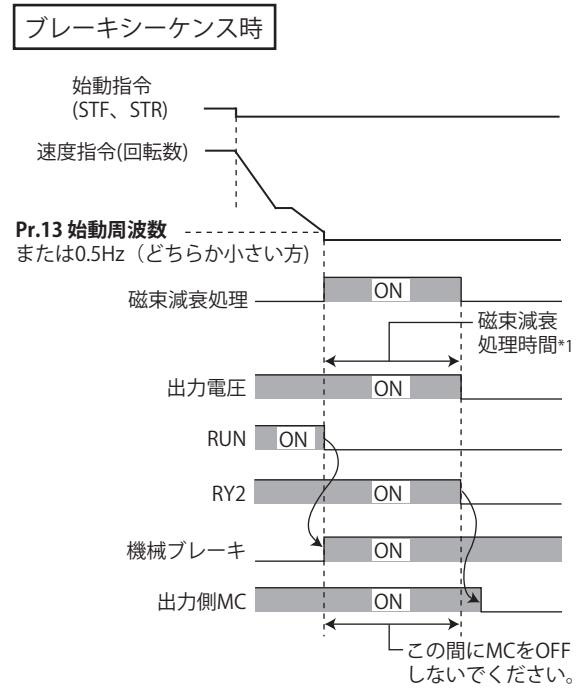 ブレーキシーケンス時
始動指令
(STF、STR)
速度指令(回転数)
Pr.13 始動周波数
または0.5Hz（どちらか小さい方)
磁束減衰処理
ON
磁束減衰
処理時間*1
出力電圧
ON
RUN
ON
RY2
ON
機械ブレーキ
ON
出力側MC
ON
この間にMCをOFF
しないでください。